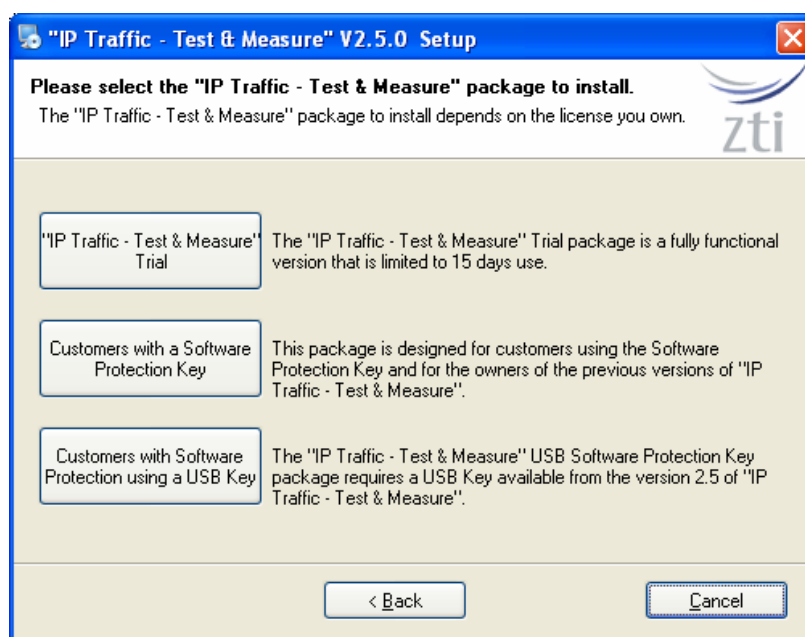 "IP Traffic - Test & Measure" V2.5.0 Setup
Please select the "IP Traffic - Test & Measure" package to install.
The "IP Traffic - Test & Measure" package to install depends on the license you own.
zti
"IP Traffic - Test & Measure"
Trial
The "IP Traffic - Test & Measure" Trial package is a fully functional
version that is limited to 15 days use.
Customers with a Software
Protection Key
This package is designed for customers using the Software
Protection Key and for the owners of the previous versions of "IP
Traffic - Test & Measure".
Customers with Software
Protection using a USB Key
The "IP Traffic - Test & Measure" USB Software Protection Key
package requires a USB Key available from the version 2.5 of "IP
Traffic - Test & Measure".
< Back
Cancel